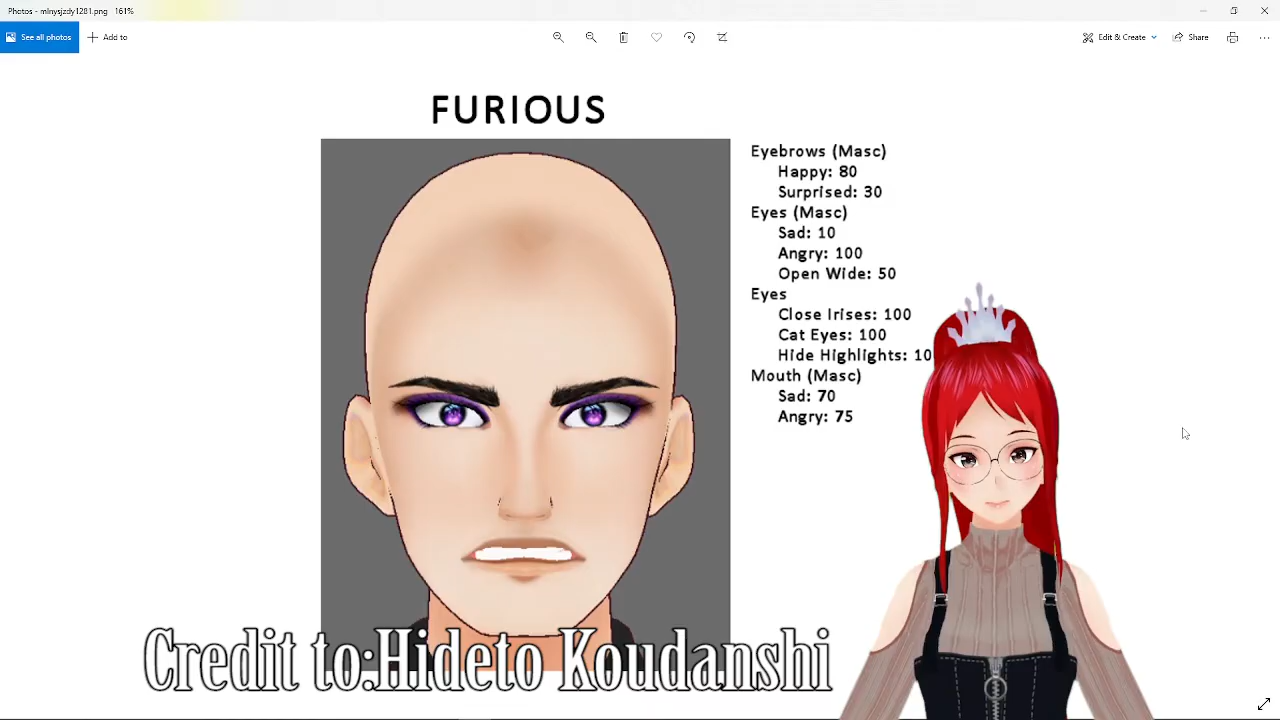 Photos - mlnysjzdy1281.png   161%
See all photos
Add to
Edit & Create
Share
FURIOUS
Eyebrows (Masc)
Happy: 80
Surprised: 30
Eyes (Masc)
Sad: 10
Angry: 100
Open Wide: 50
Eyes
Close Irises: 100
Cat Eyes: 100
Hide Highlights: 10
Mouth (Masc)
Sad: 70
Angry: 75
Credit to:Hideto Koudanshi